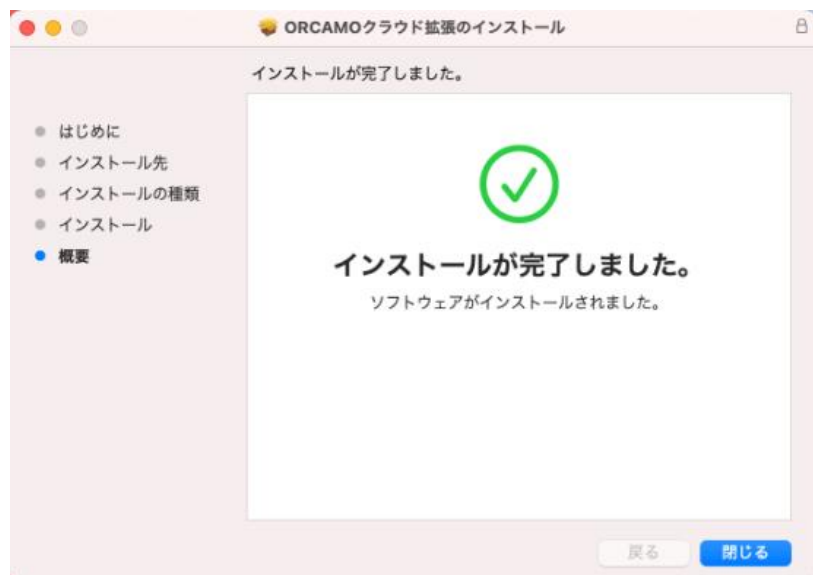 ORCAMOクラウド拡張のインストール
インストールが完了しました。
はじめに
インストール先
インストールの種類
インストール
概要
インストールが完了しました。
ソフトウェアがインストールされました。
戻る
閉じる